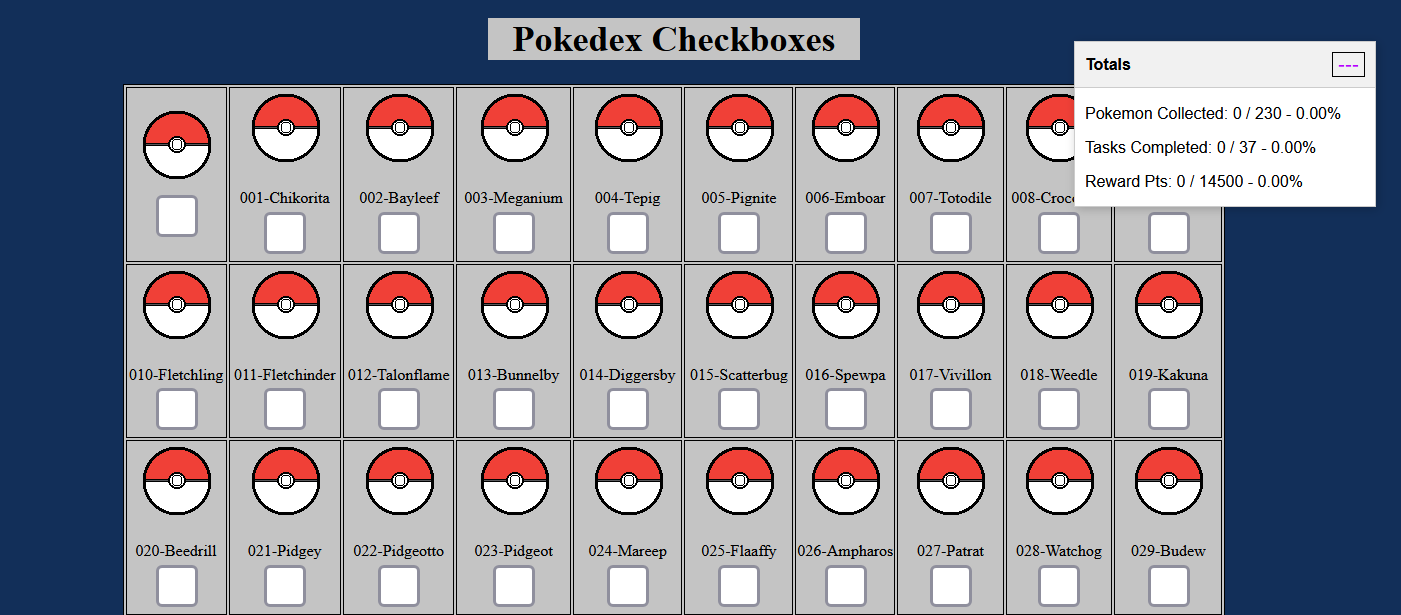 Pokedex Checkboxes
Totals
---
Pokemon Collected: 0 / 230 - 0.00%
Tasks Completed: 0 / 37 - 0.00%
Reward Pts: 0 / 14500 - 0.00%
001-Chikorita
002-Bayleef
003-Meganium
004-Tepig
005-Pignite
006-Emboar
007-Totodile
010-Fletchling
011-Fletchinder
012-Talonflame
013-Bunnelby
014-Diggersby
015-Scatterbug
016-Spewpa
017-Vivillon
018-Weedle
019-Kakuna
020-Beedrill
021-Pidgey
022-Pidgeotto
023-Pidgeot
024-Mareep
025-Flaaffy
026-Ampharos
027-Patrat
028-Watchog
029-Budew